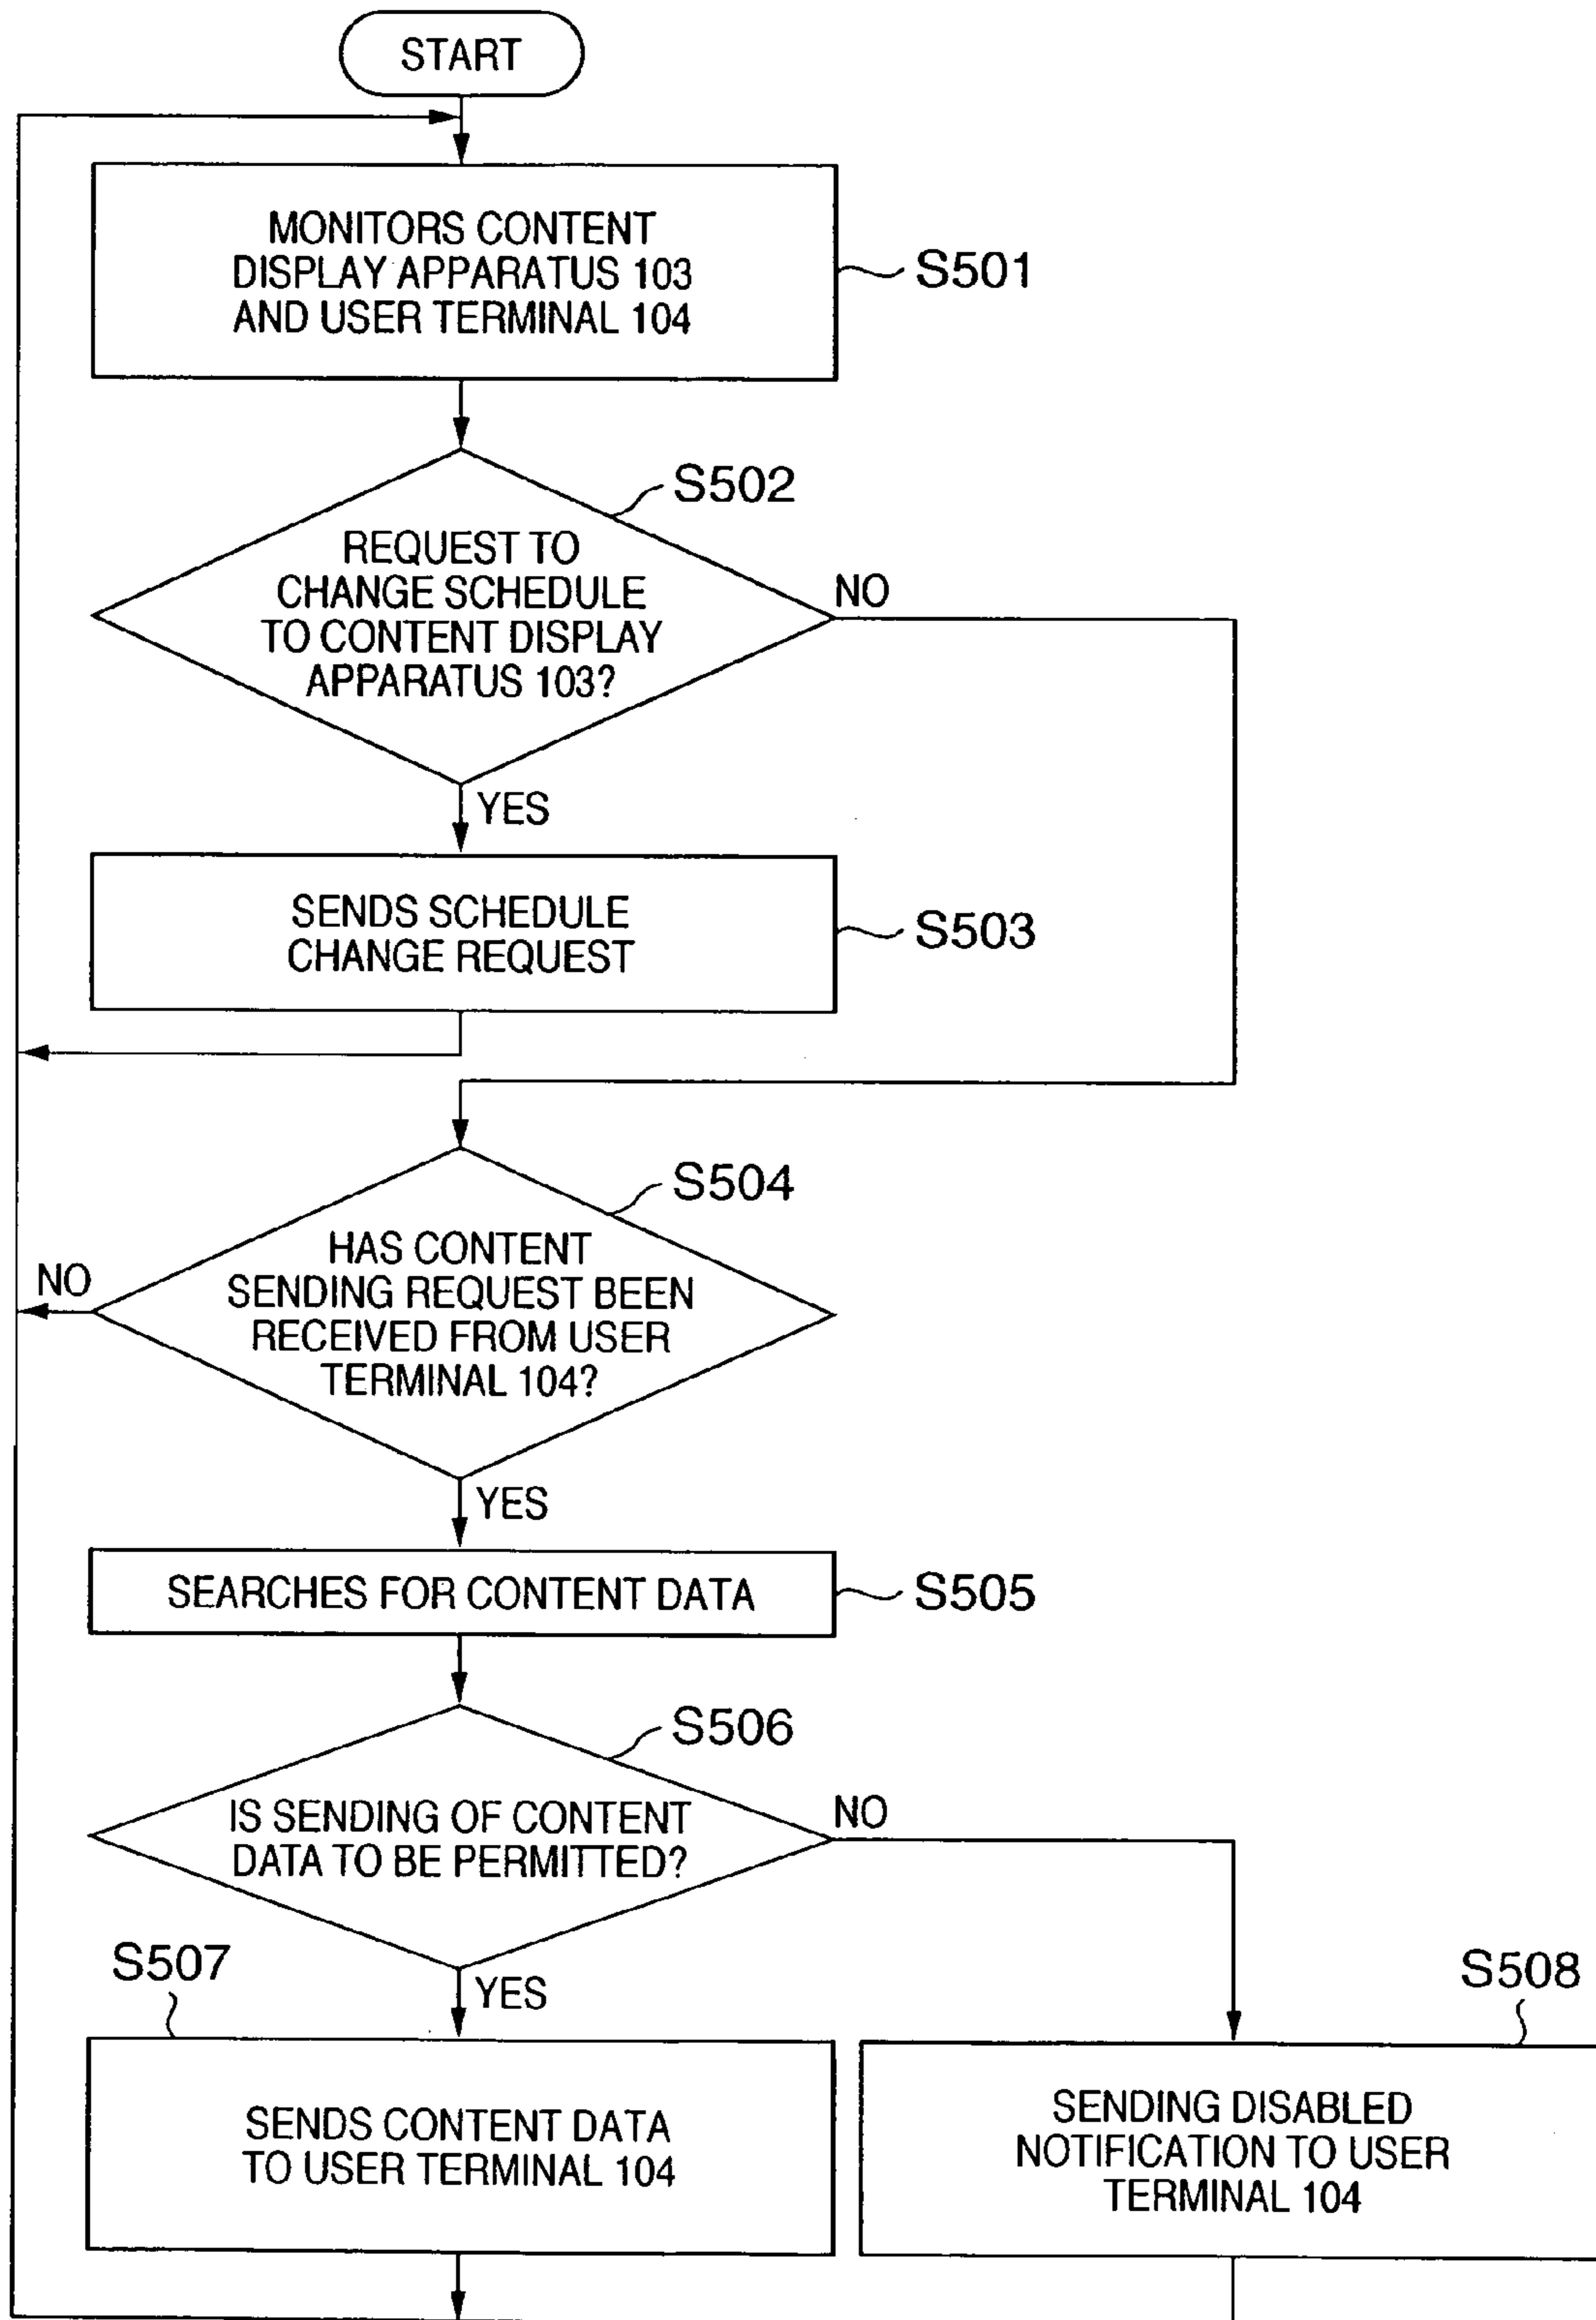 START
MONITORS CONTENT
DISPLAY APPARATUS 103
AND USER TERMINAL 104
S501
S502
REQUEST TO
CHANGE SCHEDULE
TO CONTENT DISPLAY
APPARATUS 103?
NO
YES
SENDS SCHEDULE
CHANGE REQUEST
S503
S504
HAS CONTENT
SENDING REQUEST BEEN
RECEIVED FROM USER
TERMINAL 104?
NO
YES
SEARCHES FOR CONTENT DATA
S505
S506
IS SENDING OF CONTENT
DATA TO BE PERMITTED?
NO
YES
S507
SENDS CONTENT DATA
TO USER TERMINAL 104
S508
SENDING DISABLED
NOTIFICATION TO USER
TERMINAL 104